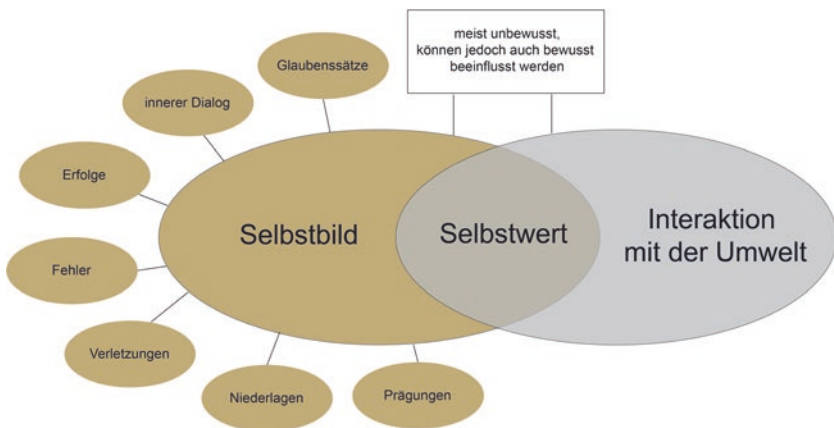 meist unbewusst,
können jedoch auch bewusst
beeinflusst werden
Glaubenssätze
innerer Dialog
Erfolge
Fehler
Verletzungen
Niederlagen
Prägungen
Selbstbild
Selbstwert
Interaktion
mit der Umwelt